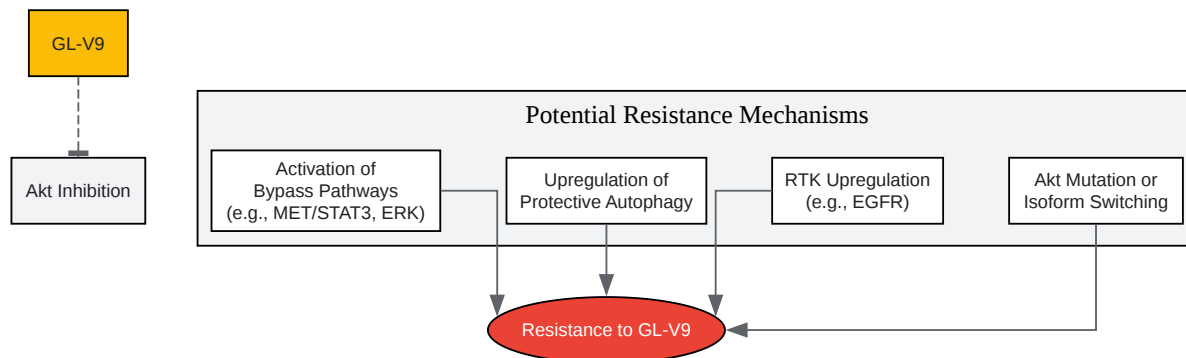 GL-V9
Akt Inhibition
Potential Resistance Mechanisms
Activation of
Bypass Pathways
(e.g., MET/STAT3, ERK)
Upregulation of
Protective Autophagy
RTK Upregulation
(e.g., EGFR)
Akt Mutation or
Isoform Switching
Resistance to GL-V9